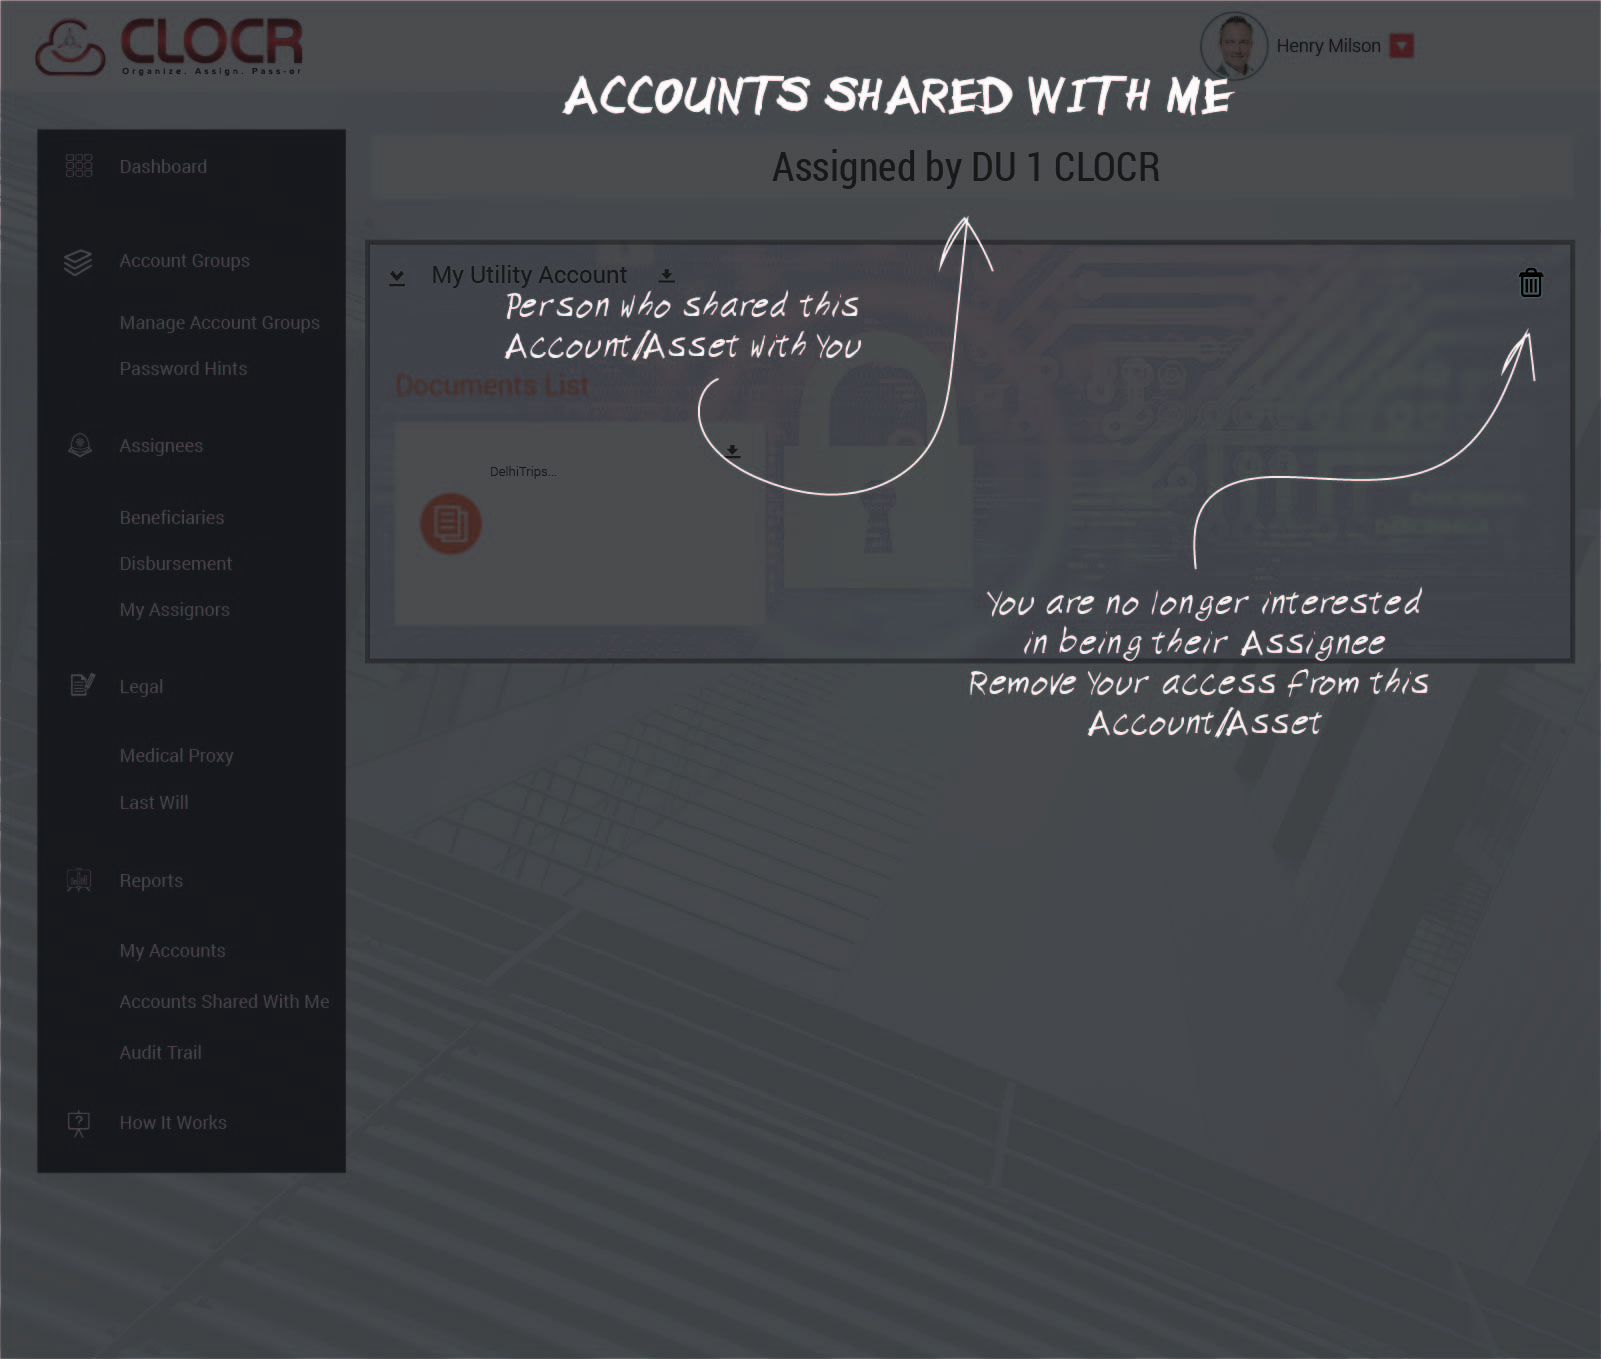 CLOCR
Organize. Assign. Pass-on
Henry Milson
ACCOUNTS SHARED WITH ME
Assigned by DU 1 CLOCR
Dashboard
Account Groups
Manage Account Groups
Password Hints
Assignees
Beneficiaries
Disbursement
My Assignors
Legal
Medical Proxy
Last Will
Reports
My Accounts
Accounts Shared With Me
Audit Trail
How It Works
My Utility Account
Person who shared this
Account/Asset with You
Documents List
DelhiTrips...
You are no longer interested
in being their Assignee
Remove Your access from this
Account/Asset